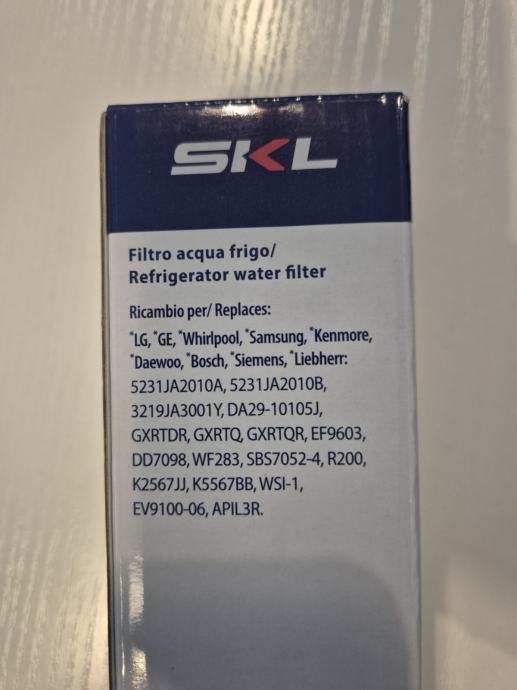 SKL
Filtro acqua frigo/
Refrigerator water filter
Ricambio per/ Replaces:
*LG, *GE, *Whirlpool, *Samsung, *Kenmore,
*Daewoo, *Bosch, *Siemens, *Liebherr:
5231JA2010A, 5231JA2010B,
3219JA3001Y, DA29-10105J,
GXRTDR, GXRTQ, GXRTQR, EF9603,
DD7098, WF283, SBS7052-4, R200,
K2567JJ, K5567BB, WSI-1,
EV9100-06, APIL3R.